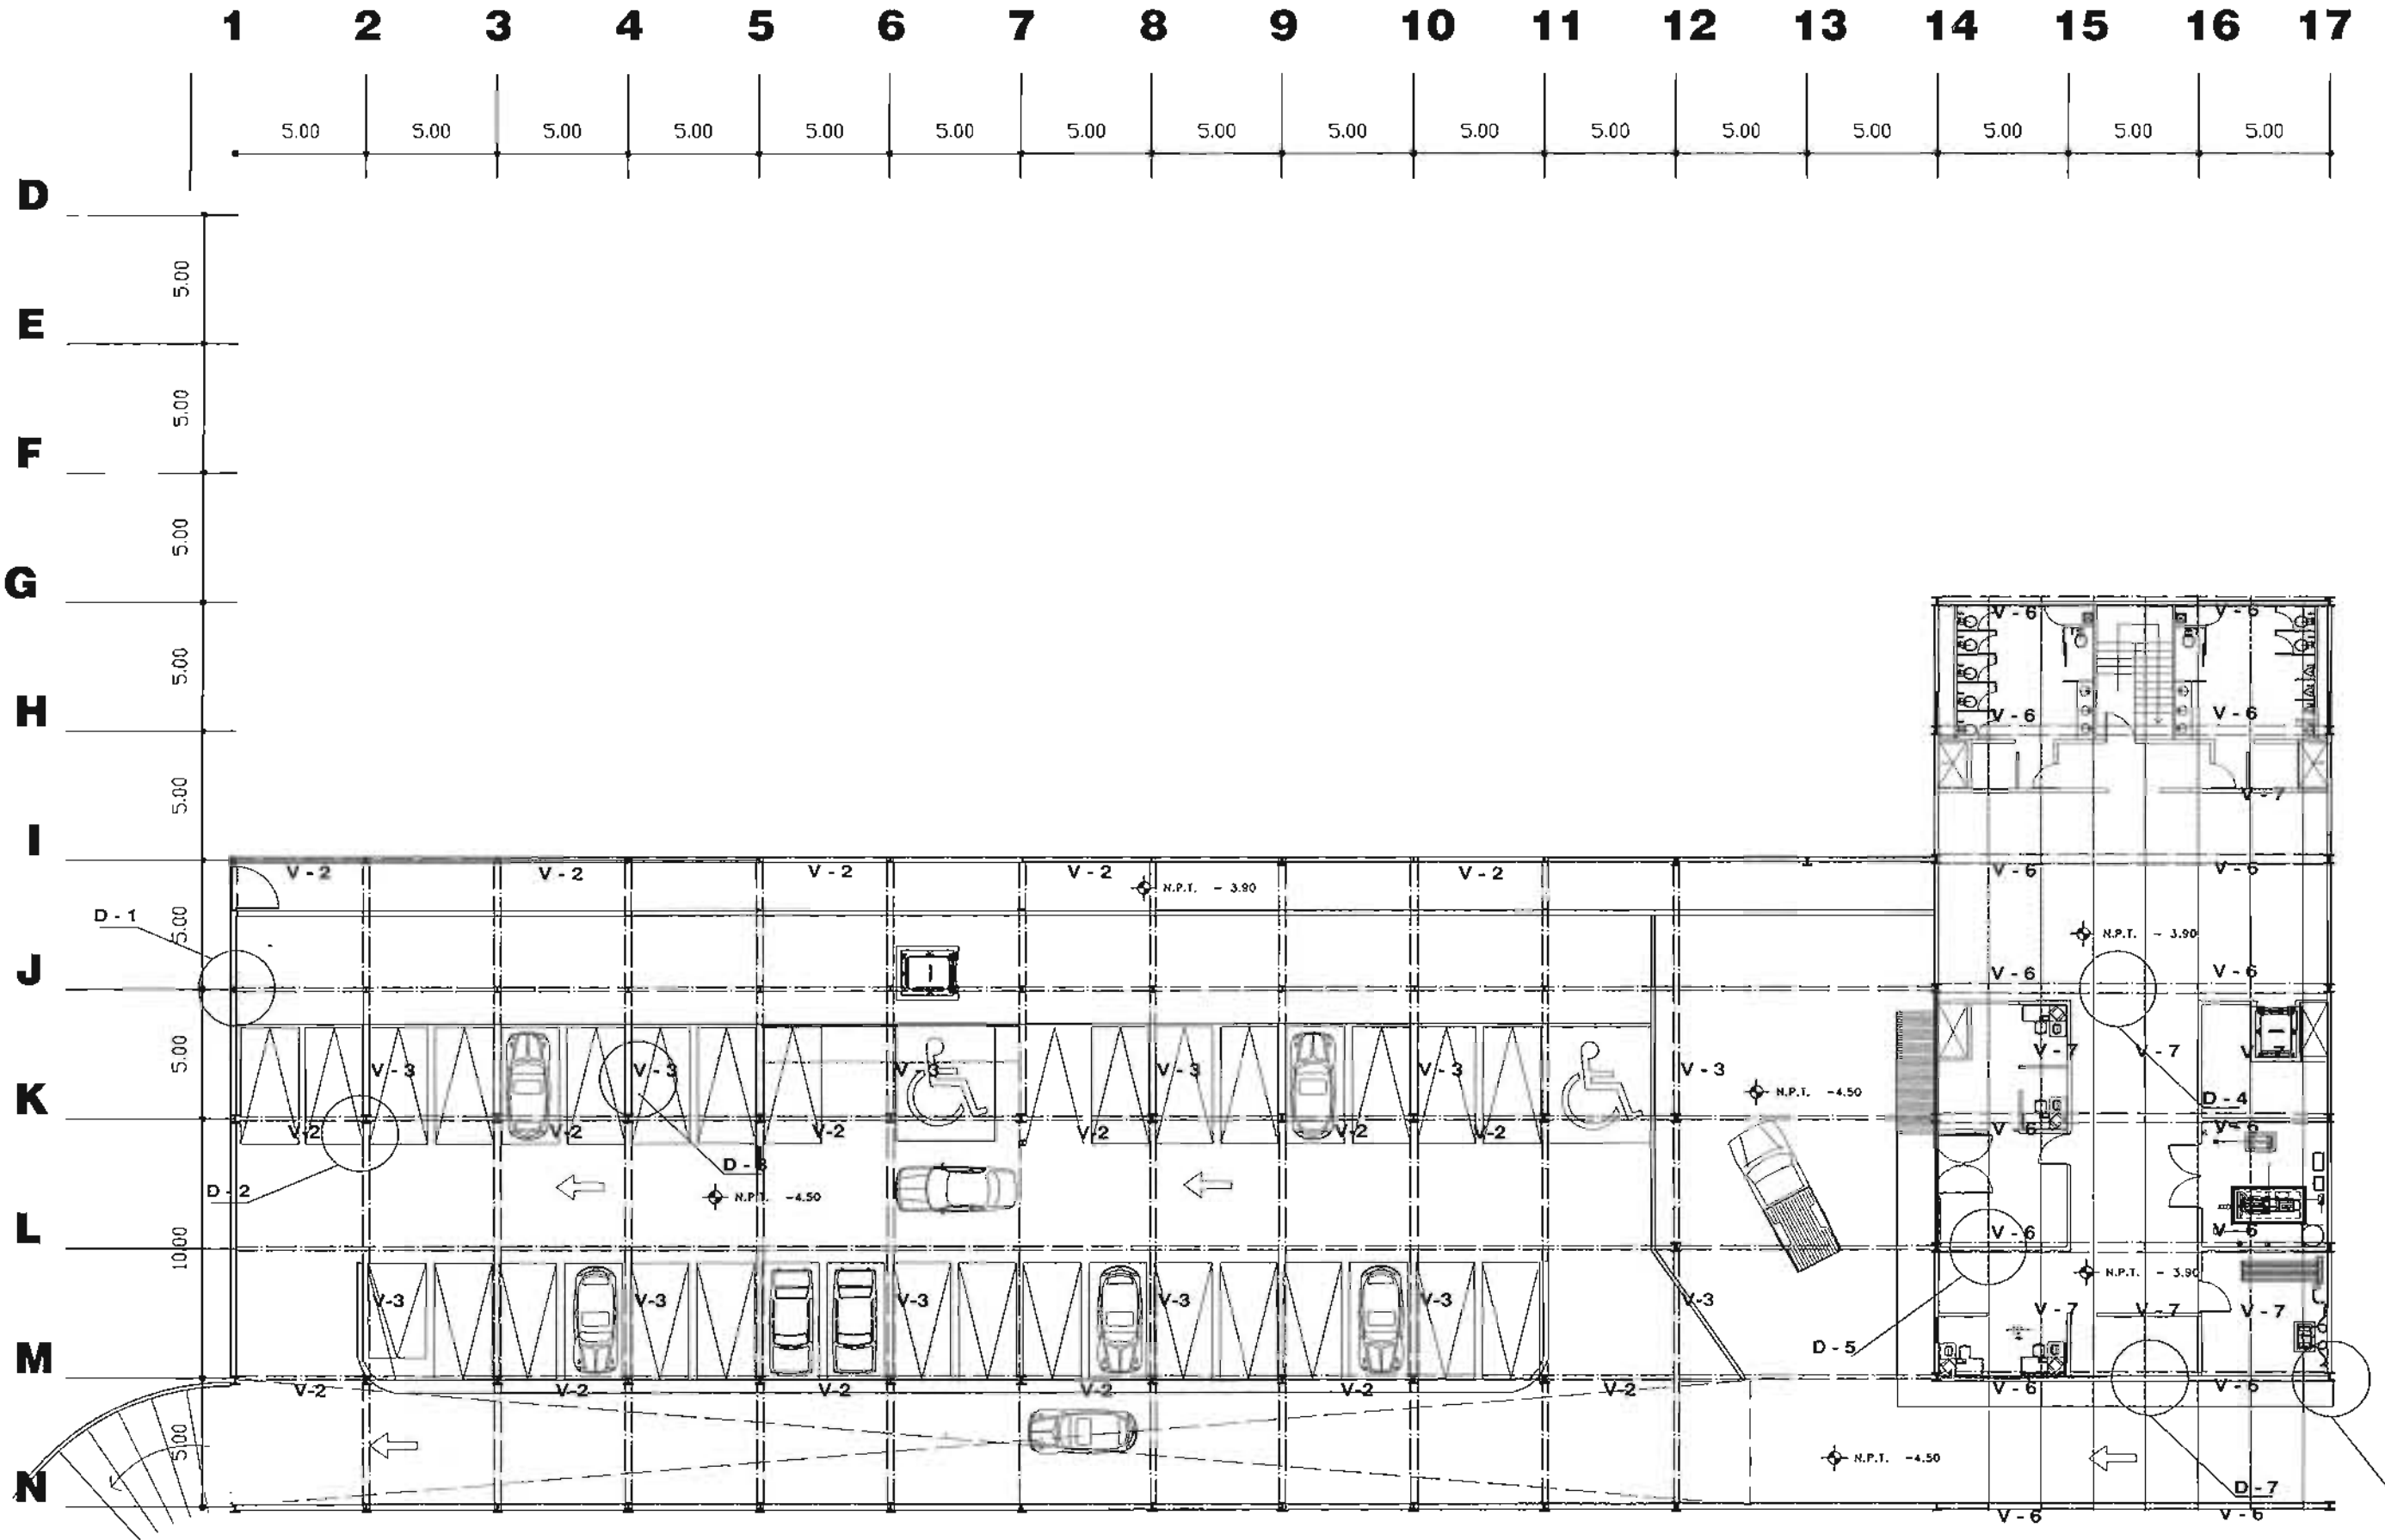 1 2 3 4 5 6 7 8 9 10 11 12 13 14 15 16 17
5.00 5.00 5.00 5.00 5.00 5.00 5.00 5.00 5.00 5.00 5.00 5.00 5.00 5.00 5.00 5.00
D
5.00
E
5.00
F
5.00
G
V - 6 V - 6
5.00
H
V - 6 V - 6
5.00
V - 7
I
V - 2 V - 2 V - 2 V - 2 V - 2 V - 6 V - 6
N.P.T. - 3.90
D - 1
5.00
N.P.T. - 3.90
J
V - 6 V - 6
5.00
V - 3 V - 3 V - 3 V - 3 V - 3 V - 3 V - 7 V - 7 V - 7
N.P.T. -4.50
K
D - 4
V-2 V-2 V-2 V-2 V-2 V-2 V - 6 V - 6
D - 3
D - 2
N.P.T. -4.50
L
10.00
V - 6 V - 6
N.P.T. - 3.90
V-3 V-3 V-3 V-3 V-3 V-3 V - 7 V - 7 V - 7
D - 5
M
V-2 V-2 V-2 V-2 V-2 V-2 V - 6 V - 6
5.00
N.P.T. -4.50
N
D - 7
V - 6 V - 6